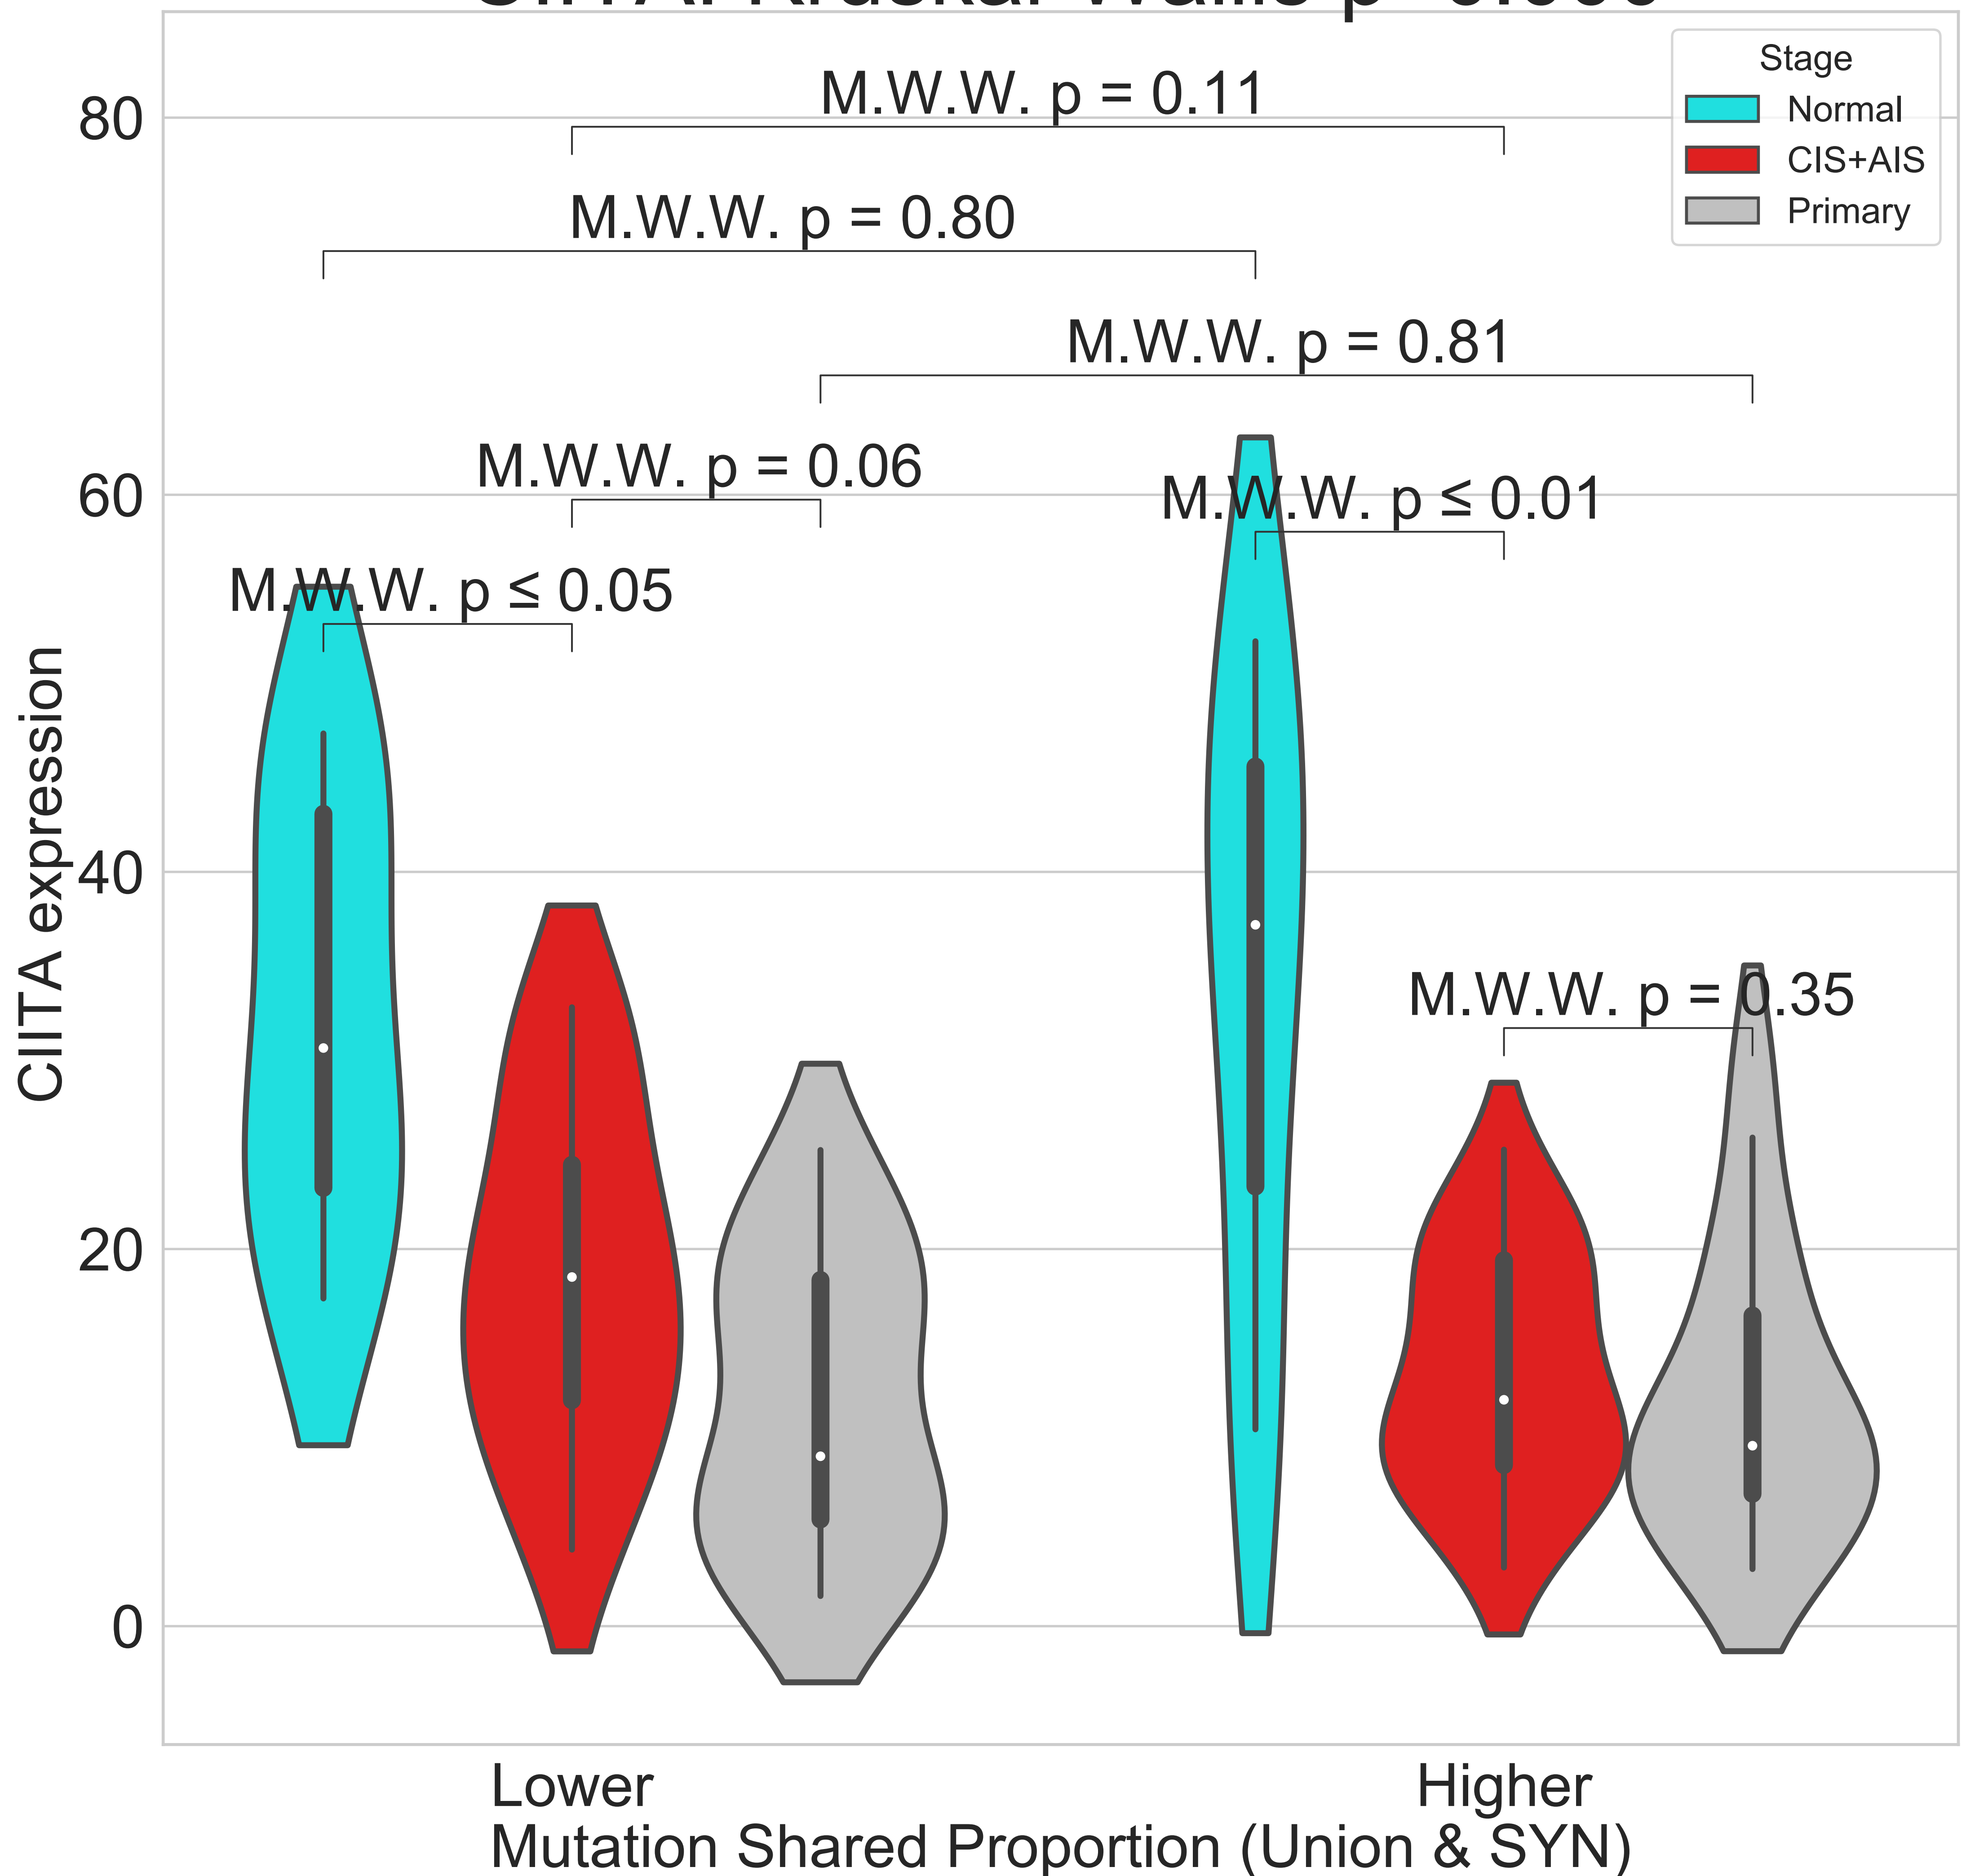 M.W.W. p = 0.11
M.W.W. p = 0.80
M.W.W. p = 0.81
M.W.W. p = 0.06
M.W.W. p ≤ 0.01
M.W.W. p ≤ 0.05
M.W.W. p = 0.35
Stage
Normal
CIS+AIS
Primary
CIITA expression
80
60
40
20
0
Lower
Higher
Mutation Shared Proportion (Union & SYN)